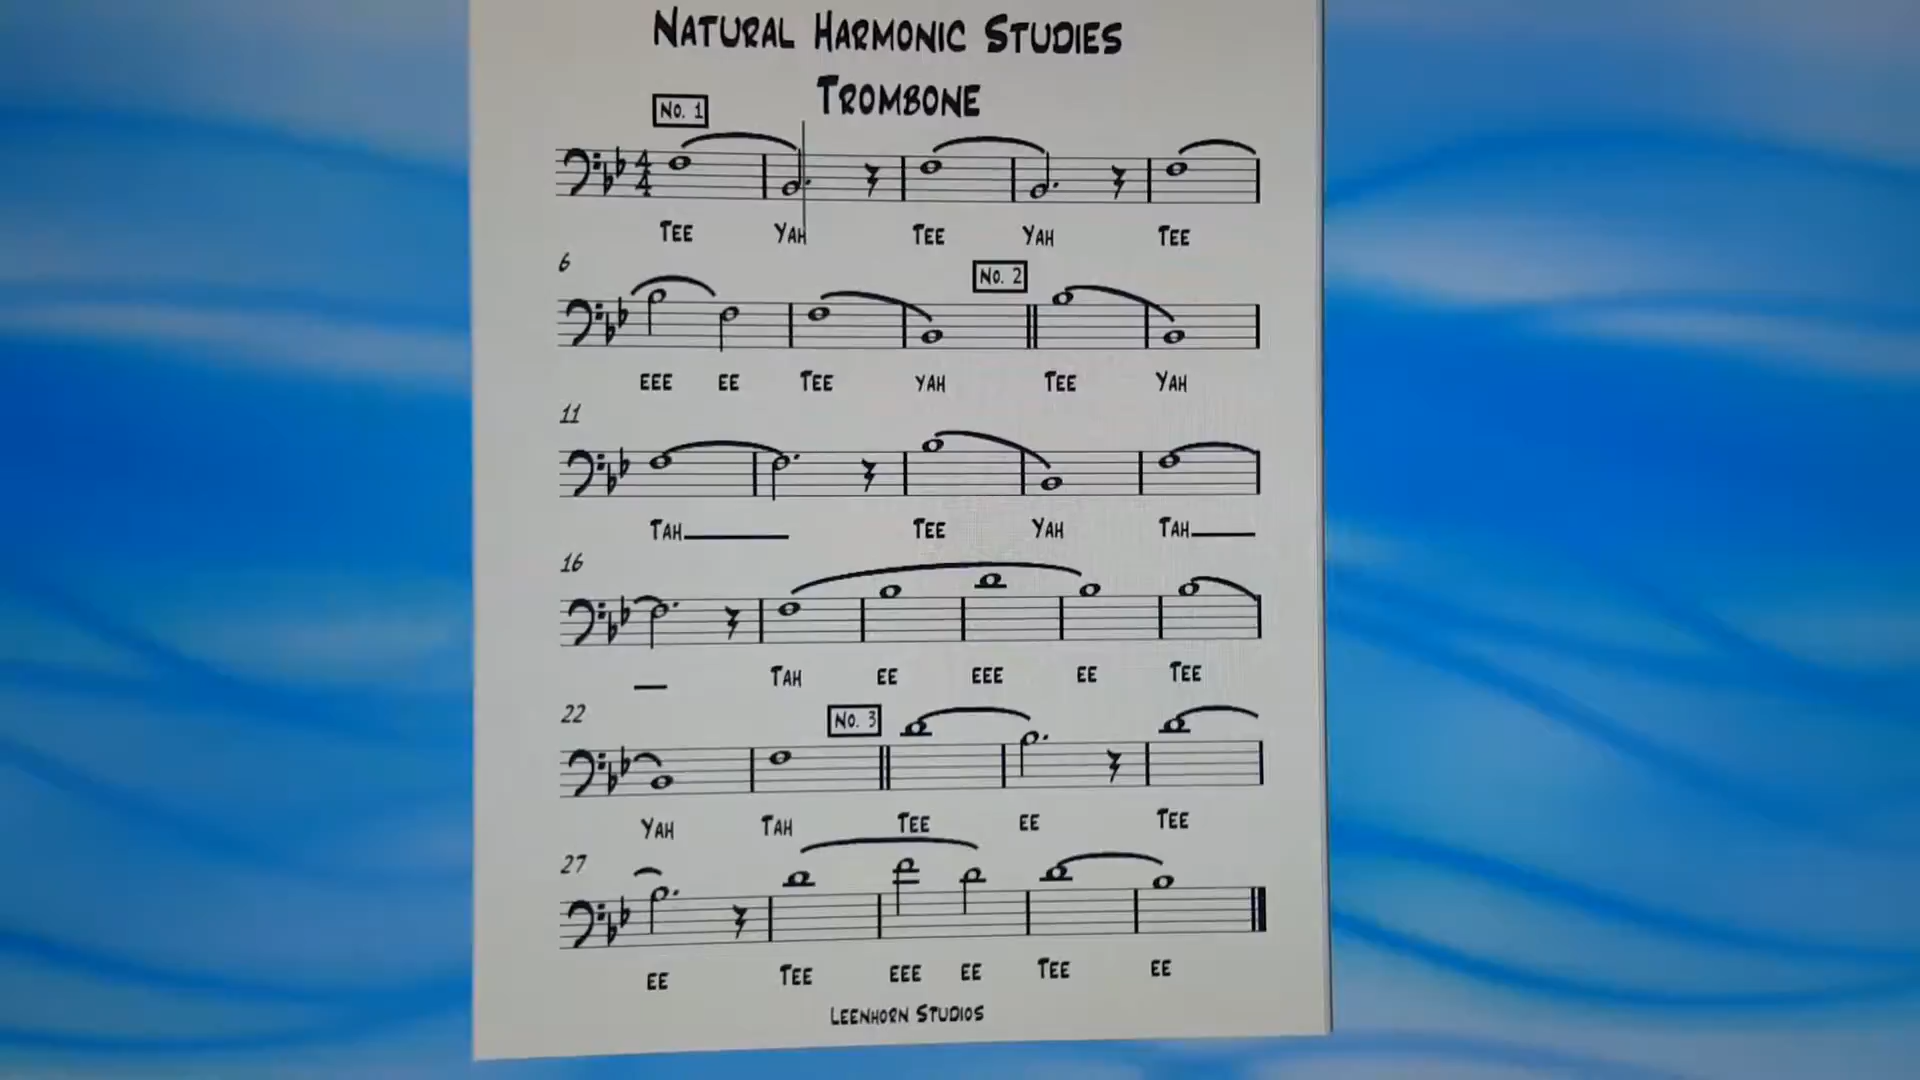 NATURAL HARMONIC STUDIES
TROMBONE
No. 1
TEE YAH TEE YAH TEE
6
No. 2
EEE EE TEE YAH TEE YAH
11
TAH TEE YAH TAH
16
TAH EE EEE EE TEE
22
No. 3
YAH TAH TEE EE TEE
27
EE TEE EEE EE TEE EE
LEENHORN STUDIOS